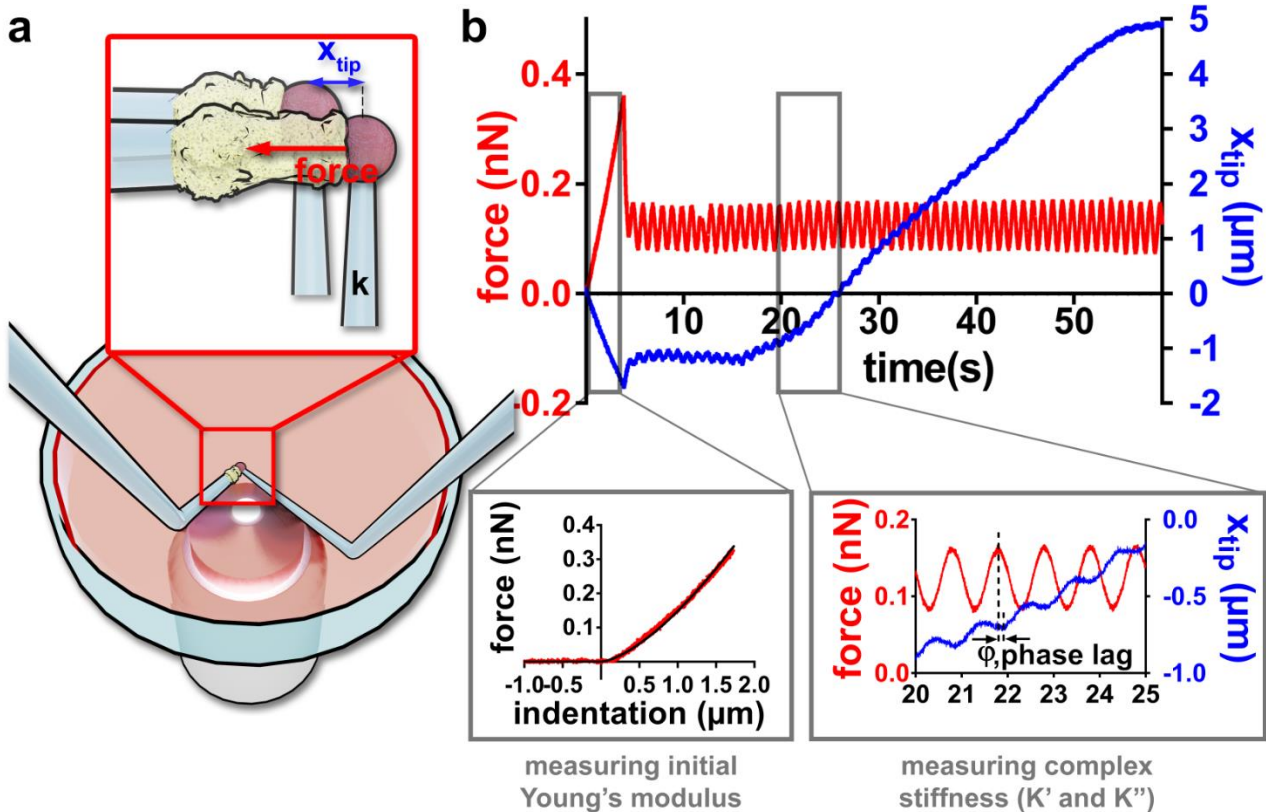 a
x
tip
force
k
b
force (nN)
0.4
0.2
0.0
-0.2
10
20
30
40
50
time(s)
5
4
3
2
1
0
-1
-2
xtip (μm)
force (nN)
0.4
0.3
0.2
0.1
-1.0 -0.5 0.5 1.0 1.5 2.0
indentation (μm)
measuring initial
Young's modulus
force (nN)
0.2
0.1
0.0
φ, phase lag
20 21 22 23 24 25
0.0
-0.5
-1.0
xtip (μm)
measuring complex
stiffness (K' and K'')